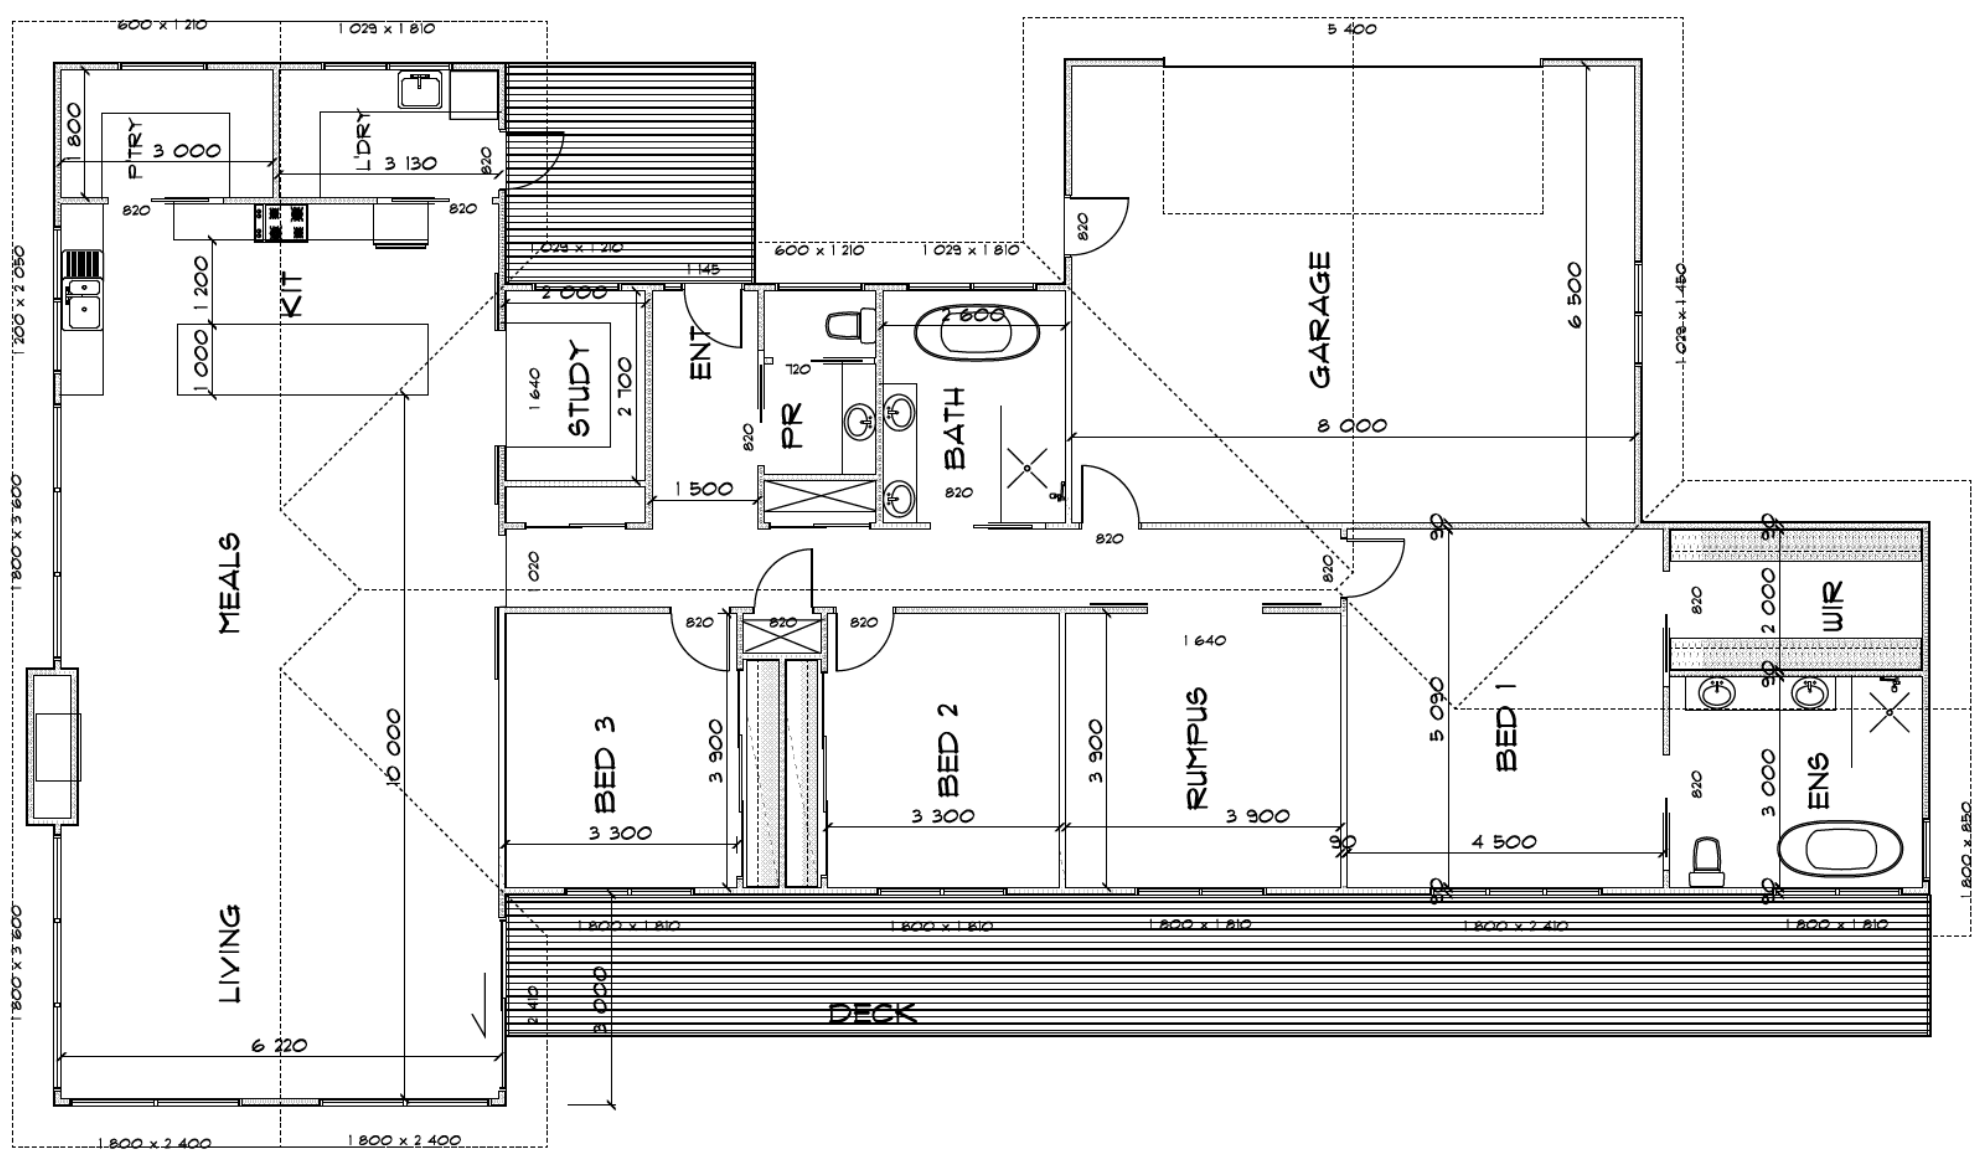 600 x 1 210
1 029 x 1 810
5 400
1 800
P'TRY
3 000
L'DRY
3 130
820
820
820
820
1 029 x 1 210
1 145
600 x 1 210
1 029 x 1 810
1 200 x 2 050
1 200
KIT
1 000
2 000
1 640
STUDY
2 700
ENT
720
PR
820
1 500
2 600
BATH
820
GARAGE
6 500
8 000
1 029 x 1 450
1 800 x 3 600
MEALS
10 000
820
820
90
90
020
820
820
820
1 640
820
2 000
WIR
90
BED 3
3 900
3 300
BED 2
3 300
3 900
RUMPUS
3 900
90
5 090
BED 1
4 500
820
3 000
ENS
90
90
1 800 x 850
1 800 x 3 600
LIVING
6 220
2 410
3 000
1 800 x 1 810
1 800 x 1 810
1 800 x 1 810
1 800 x 2 410
1 800 x 1 810
DECK
1 800 x 2 400
1 800 x 2 400